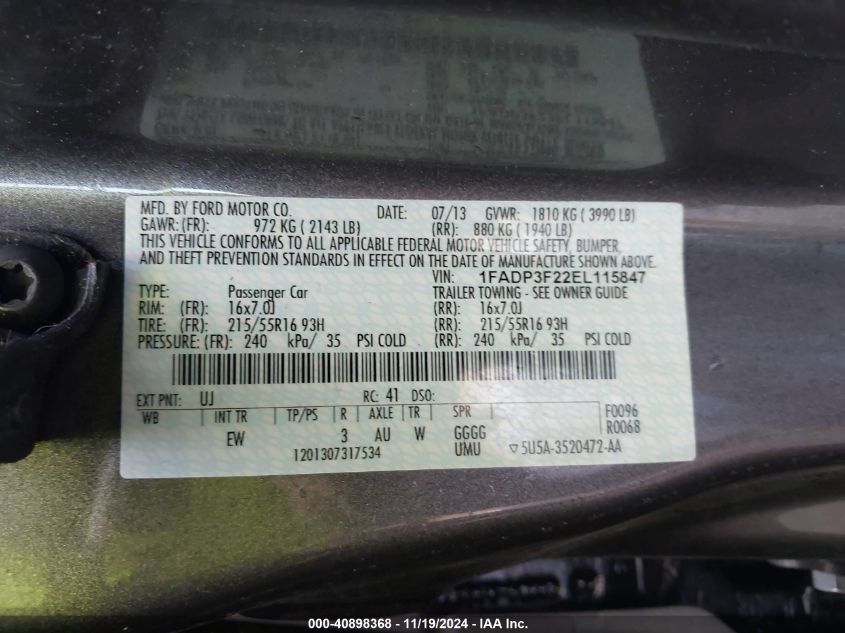 MFD. BY FORD MOTOR CO. DATE: 07/13 GVWR: 1810 KG ( 3990 LB)
GAWR:(FR): 972 KG ( 2143 LB) (RR): 880 KG ( 1940 LB)
THIS VEHICLE CONFORMS TO ALL APPLICABLE FEDERAL MOTOR VEHICLE SAFETY, BUMPER,
AND THEFT PREVENTION STANDARDS IN EFFECT ON THE DATE OF MANUFACTURE SHOWN ABOVE.
VIN: 1FADP3F22EL115847
TYPE: Passenger Car TRAILER TOWING - SEE OWNER GUIDE
RIM: (FR): 16x7.0J (RR): 16x7.0J
TIRE: (FR): 215/55R16 93H (RR): 215/55R16 93H
PRESSURE: (FR): 240 kPa/ 35 PSI COLD (RR): 240 kPa/ 35 PSI COLD
EXT PNT: UJ RC: 41 DSO:
WB INT TR TP/PS R AXLE TR SPR F0096
EW 3 AU W GGGG R0068
1201307317534 UMU ▽5U5A-3520472-AA
000-40898368 - 11/19/2024 - IAA Inc.